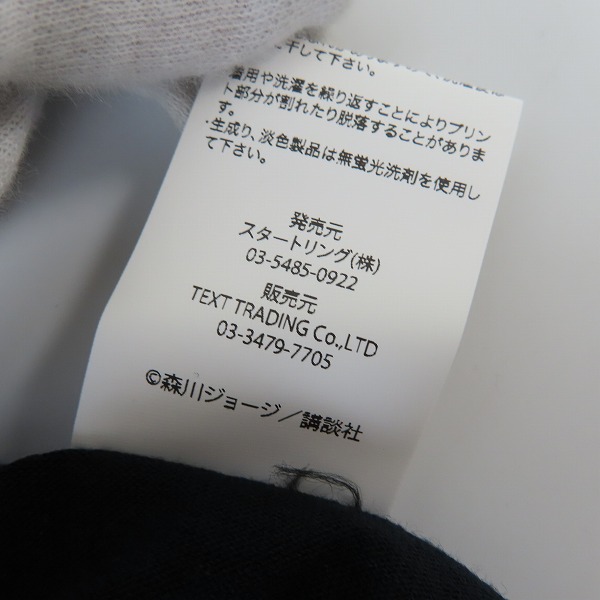 に干して下さい。
着用や洗濯を繰り返すことによりプリン
ト部分が割れたり脱落することがありま
す。
・生成り、淡色製品は無蛍光洗剤を使用し
て下さい。
発売元
スタートリング(株)
03-5485-0922
販売元
TEXT TRADING Co.,LTD
03-3479-7705
©森川ジョージ／講談社